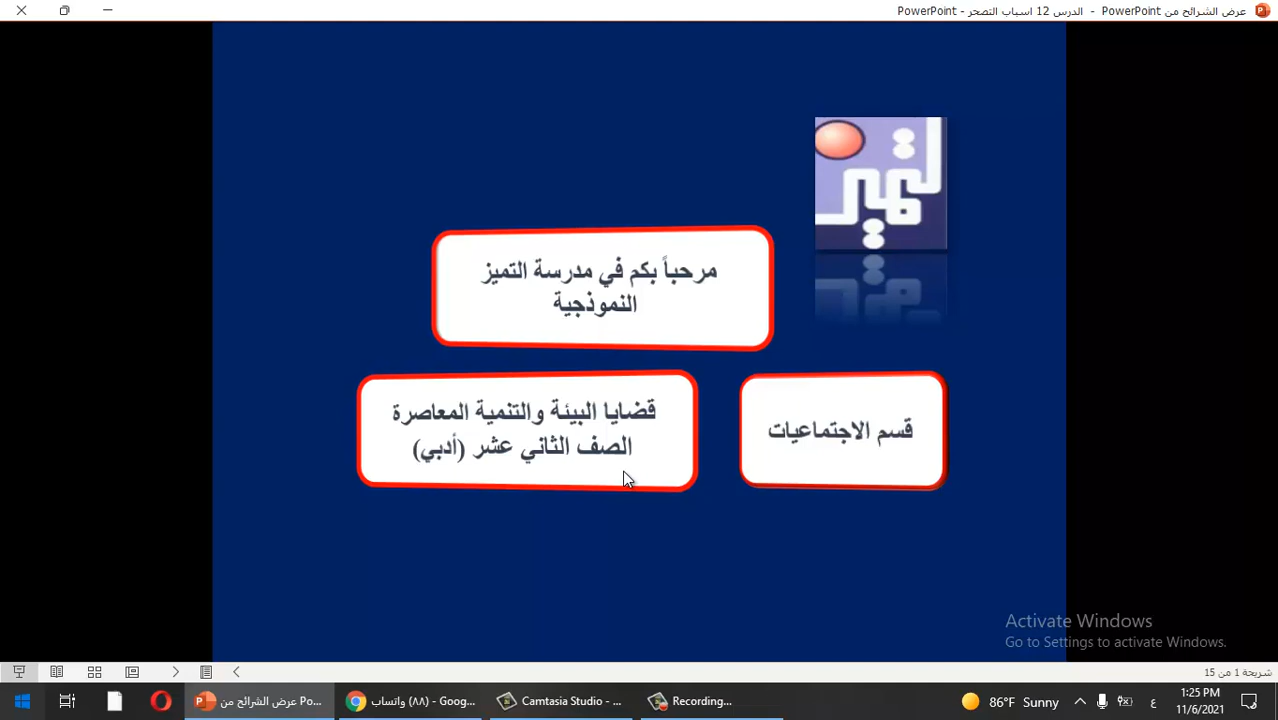 عرض الشرائح من PowerPoint - الدرس 12 اسباب التصحر - PowerPoint
التميز
مرحباً بكم في مدرسة التميز
النموذجية
قسم الاجتماعيات
قضايا البيئة والتنمية المعاصرة
الصف الثاني عشر (أدبي)
Activate Windows
Go to Settings to activate Windows.
شريحة 1 من 15
عرض الشرائح من Po...
واتساب (٨٨) - Goog...
Camtasia Studio - ...
Recording...
86°F Sunny
ع
1:25 PM
11/6/2021